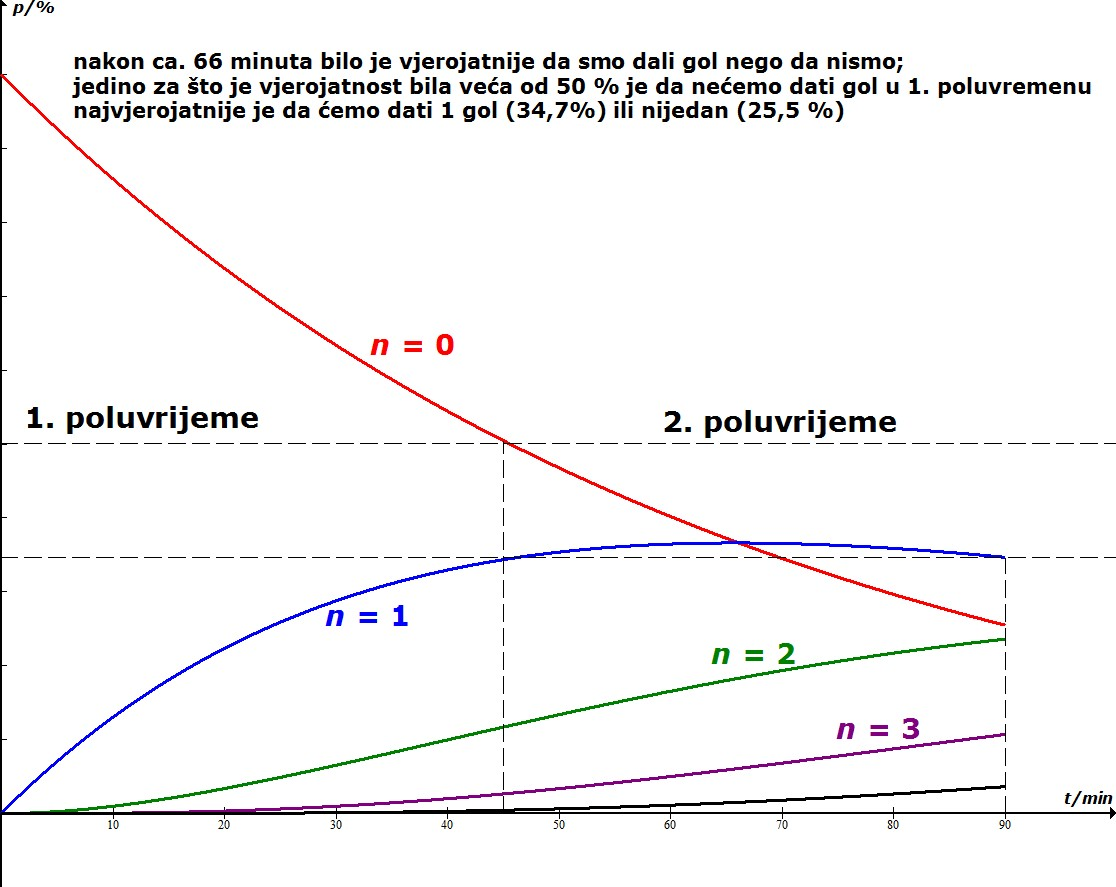 p/%
nakon ca. 66 minuta bilo je vjerojatnije da smo dali gol nego da nismo;
jedino za što je vjerojatnost bila veća od 50 % je da nećemo dati gol u 1. poluvremenu
najvjerojatnije je da ćemo dati 1 gol (34,7%) ili nijedan (25,5 %)
n = 0
1. poluvrijeme
2. poluvrijeme
n = 1
n = 2
n = 3
t/min
10 20 30 40 50 60 70 80 90